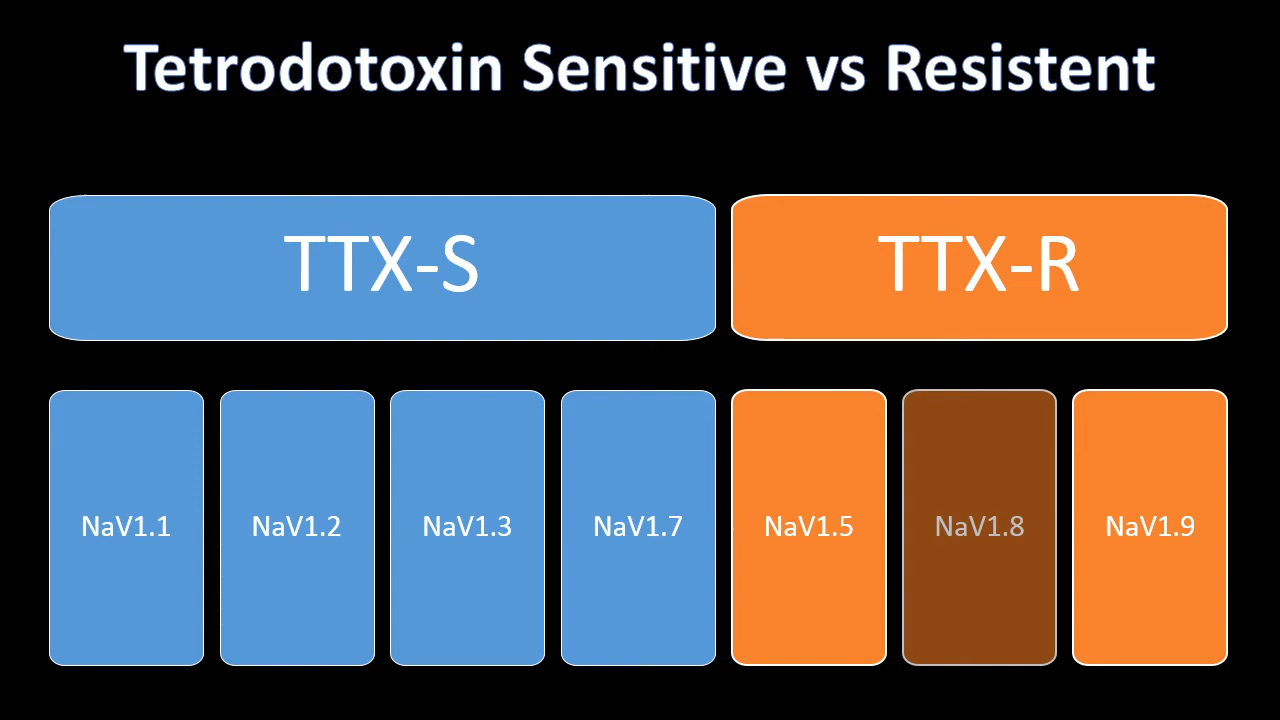 Tetrodotoxin Sensitive vs Resistent
TTX-S
TTX-R
NaV1.1
NaV1.2
NaV1.3
NaV1.7
NaV1.5
NaV1.8
NaV1.9